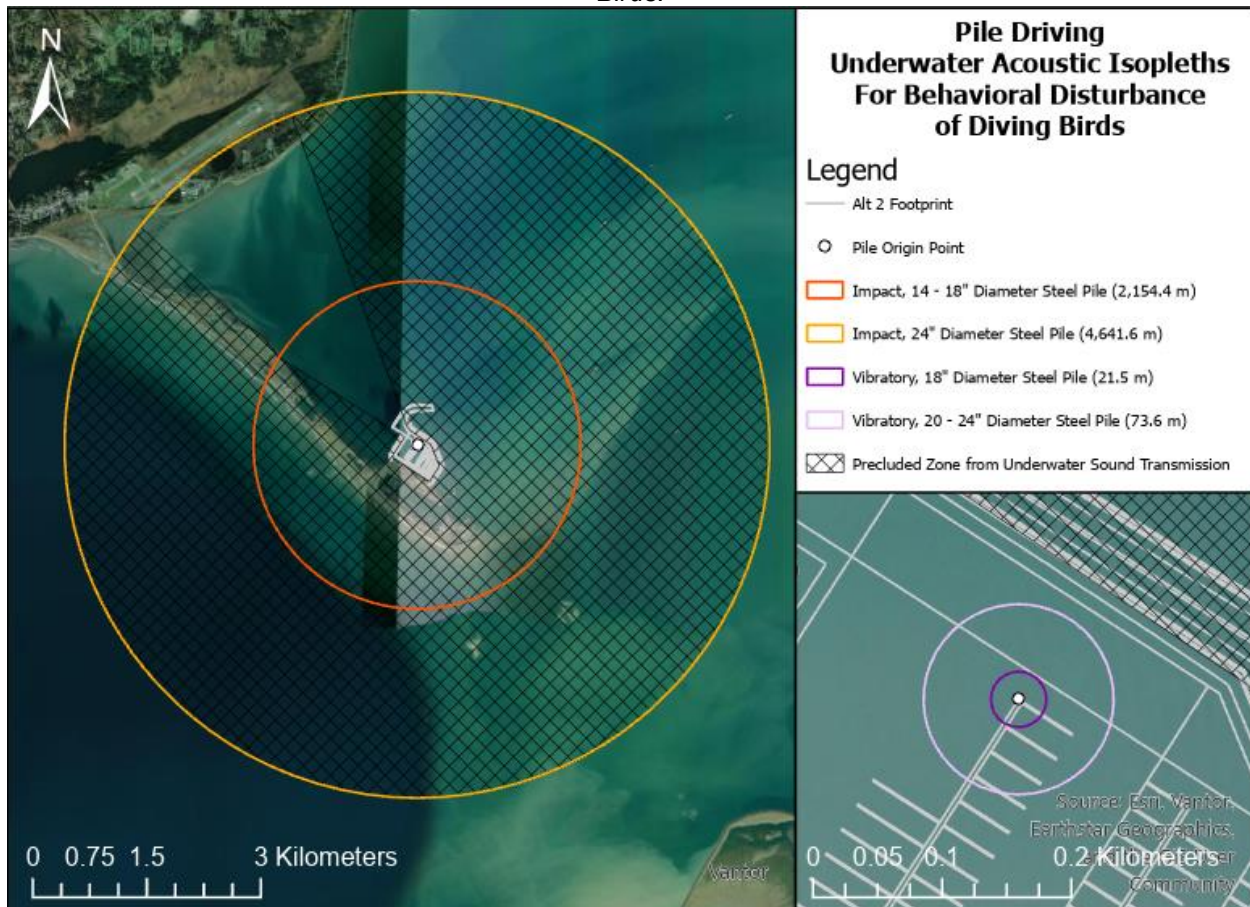 Birds.
N
Pile Driving
Underwater Acoustic Isopleths
For Behavioral Disturbance
of Diving Birds
Legend
Alt 2 Footprint
Pile Origin Point
Impact, 14 - 18" Diameter Steel Pile (2,154.4 m)
Impact, 24" Diameter Steel Pile (4,641.6 m)
Vibratory, 18" Diameter Steel Pile (21.5 m)
Vibratory, 20 - 24" Diameter Steel Pile (73.6 m)
Precluded Zone from Underwater Sound Transmission
0 0.75 1.5 3 Kilometers
Vantor
Source: Esri, Vantor,
Earthstar Geographics,
Community
0 0.05 0.1 0.2 Kilometers